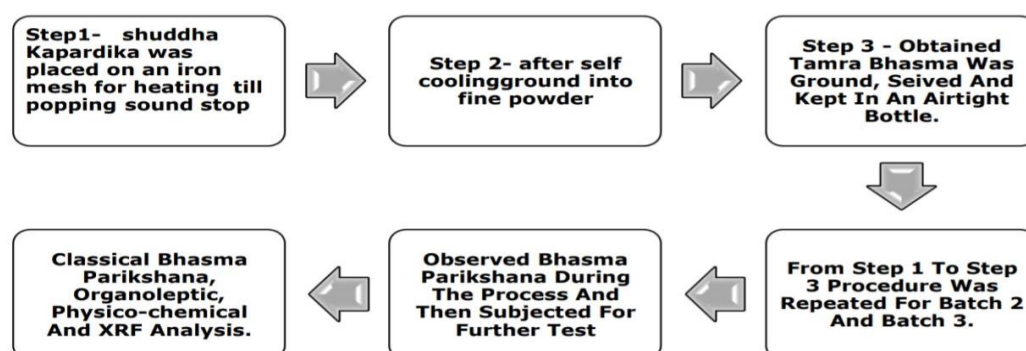 Step1-   shuddha
Kapardika was
placed on an iron
mesh for heating  till
popping sound stop
Step 2- after self
coolingground into
fine powder
Step 3 - Obtained
Tamra Bhasma Was
Ground, Seived And
Kept In An Airtight
Bottle.
From Step 1 To Step
3 Procedure Was
Repeated For Batch 2
And Batch 3.
Observed Bhasma
Parikshana During
The Process And
Then Subjected For
Further Test
Classical Bhasma
Parikshana,
Organoleptic,
Physico-chemical
And XRF Analysis.